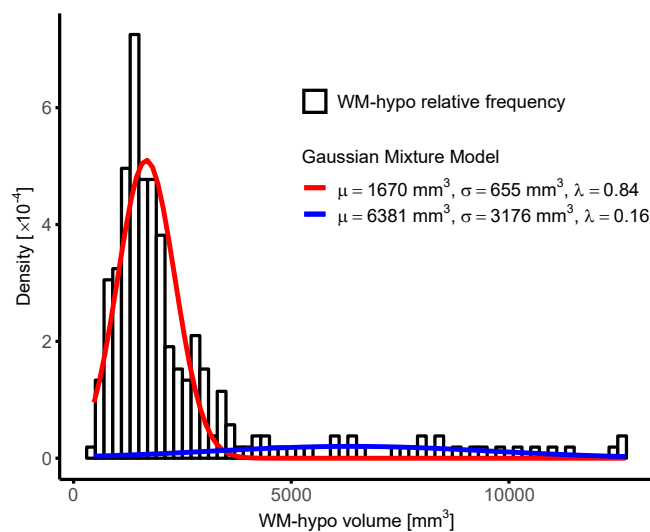 WM-hypo relative frequency
Gaussian Mixture Model
μ = 1670 mm³, σ = 655 mm³, λ = 0.84
μ = 6381 mm³, σ = 3176 mm³, λ = 0.16
Density [ ×10⁻⁴]
6
4
2
0
0 5000 10000
WM-hypo volume [mm³]